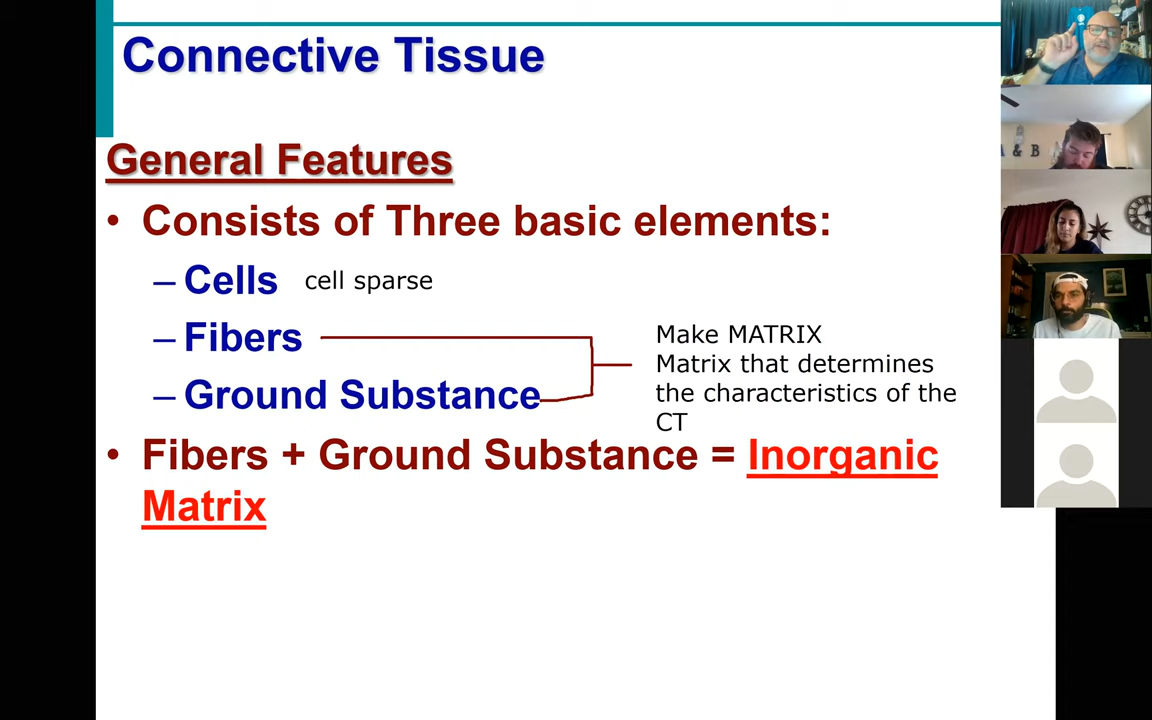 Connective Tissue
General Features
• Consists of Three basic elements:
– Cells cell sparse
– Fibers
– Ground Substance
Make MATRIX
Matrix that determines
the characteristics of the
CT
• Fibers + Ground Substance = Inorganic
Matrix
A & B